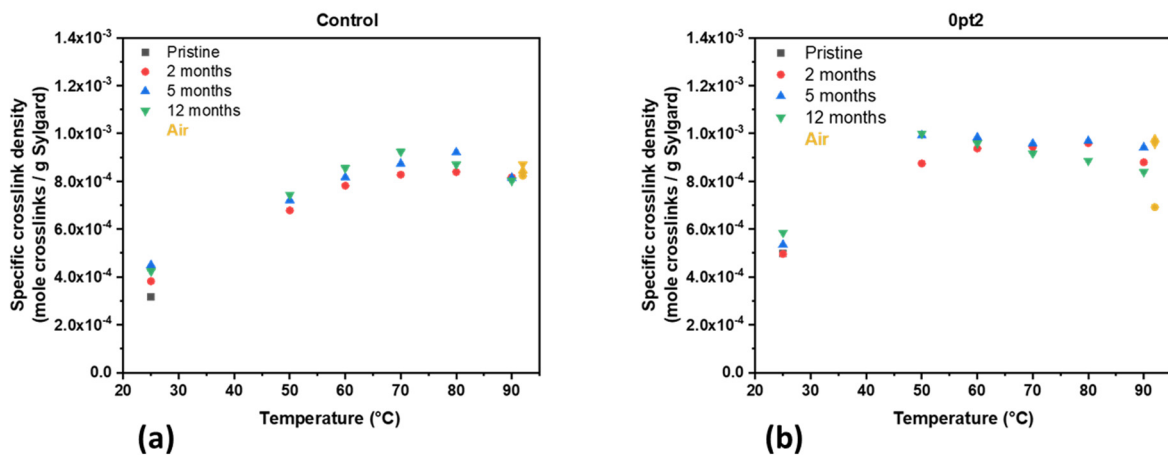 Control
Specific crosslink density
(mole crosslinks / g Sylgard)
1.4x10⁻³
1.2x10⁻³
1.0x10⁻³
8.0x10⁻⁴
6.0x10⁻⁴
4.0x10⁻⁴
2.0x10⁻⁴
0.0
Pristine
2 months
5 months
12 months
Air
20 30 40 50 60 70 80 90
Temperature (°C)
(a)
0pt2
Specific crosslink density
(mole crosslinks / g Sylgard)
1.4x10⁻³
1.2x10⁻³
1.0x10⁻³
8.0x10⁻⁴
6.0x10⁻⁴
4.0x10⁻⁴
2.0x10⁻⁴
0.0
Pristine
2 months
5 months
12 months
Air
20 30 40 50 60 70 80 90
Temperature (°C)
(b)